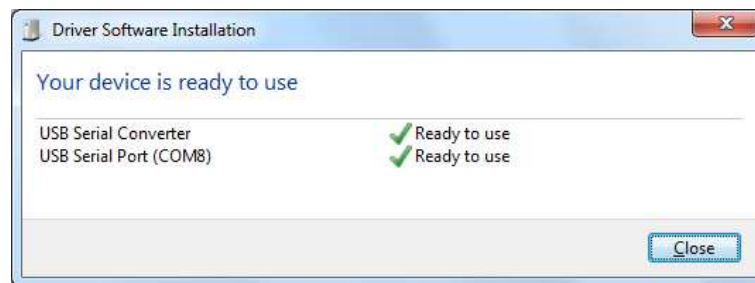 Driver Software Installation
Your device is ready to use
USB Serial Converter Ready to use
USB Serial Port (COM8) Ready to use
Close